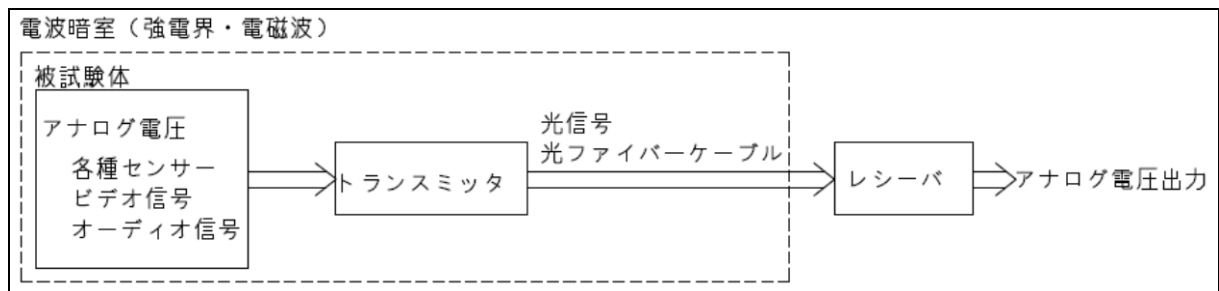 電波暗室（強電界・電磁波）
被試験体
アナログ電圧
各種センサー
ビデオ信号
オーディオ信号
トランスミッタ
光信号
光ファイバーケーブル
レシーバ
アナログ電圧出力